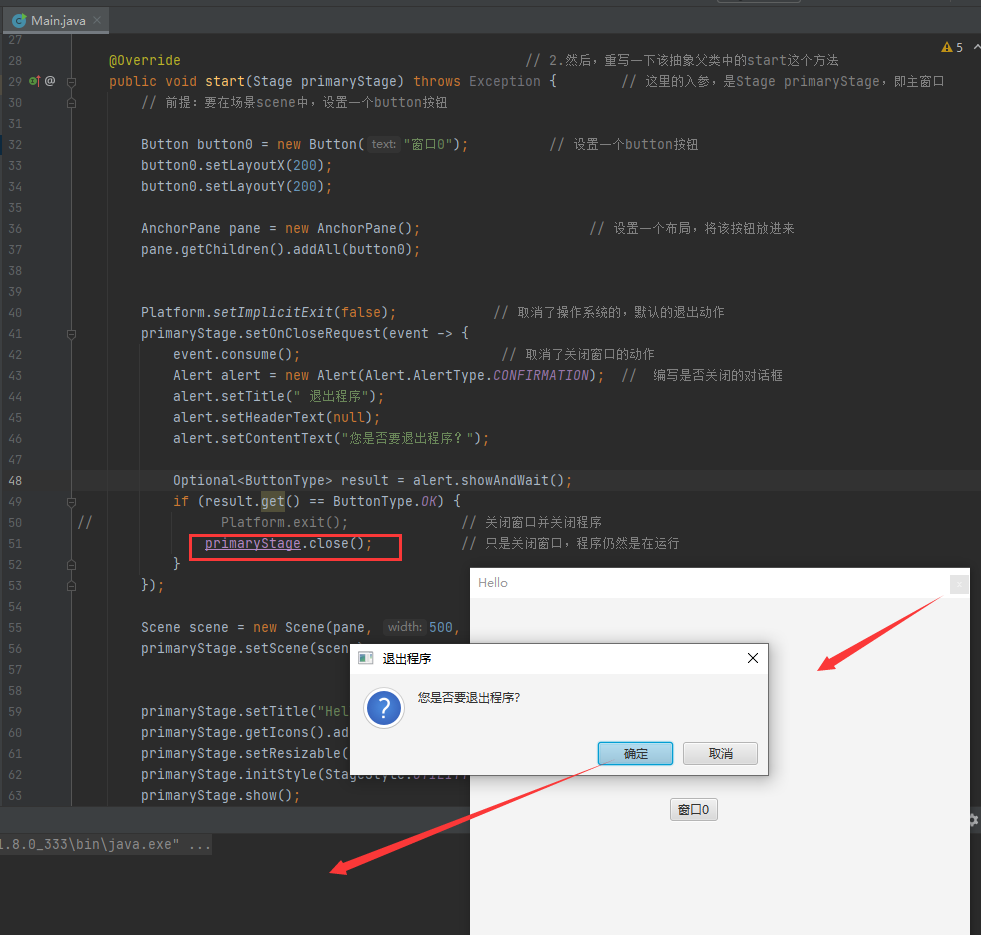 Main.java
5
27
28 @Override // 2.然后，重写一下该抽象父类中的start这个方法
29 @ public void start(Stage primaryStage) throws Exception { // 这里的入参，是Stage primaryStage，即主窗口
30 // 前提：要在场景scene中，设置一个button按钮
31
32 Button button0 = new Button( text: "窗口0"); // 设置一个button按钮
33 button0.setLayoutX(200);
34 button0.setLayoutY(200);
35
36 AnchorPane pane = new AnchorPane(); // 设置一个布局，将该按钮放进来
37 pane.getChildren().addAll(button0);
38
39
40 Platform.setImplicitExit(false); // 取消了操作系统的，默认的退出动作
41 primaryStage.setOnCloseRequest(event -> {
42 event.consume(); // 取消了关闭窗口的动作
43 Alert alert = new Alert(Alert.AlertType.CONFIRMATION); // 编写是否关闭的对话框
44 alert.setTitle(" 退出程序");
45 alert.setHeaderText(null);
46 alert.setContentText("您是否要退出程序？");
47
48 Optional<ButtonType> result = alert.showAndWait();
49 if (result.get() == ButtonType.OK) {
50 // Platform.exit(); // 关闭窗口并关闭程序
51 primaryStage.close(); // 只是关闭窗口，程序仍然是在运行
52 }
53 });
54
55 Scene scene = new Scene(pane, width: 500,
56 primaryStage.setScene(scen
57
58
59 primaryStage.setTitle("Hel
60 primaryStage.getIcons().ad
61 primaryStage.setResizable(
62 primaryStage.initStyle(StageStyle.UTILITY
63 primaryStage.show();
Hello
退出程序
您是否要退出程序？
确定 取消
窗口0
1.8.0_333\bin\java.exe" ...